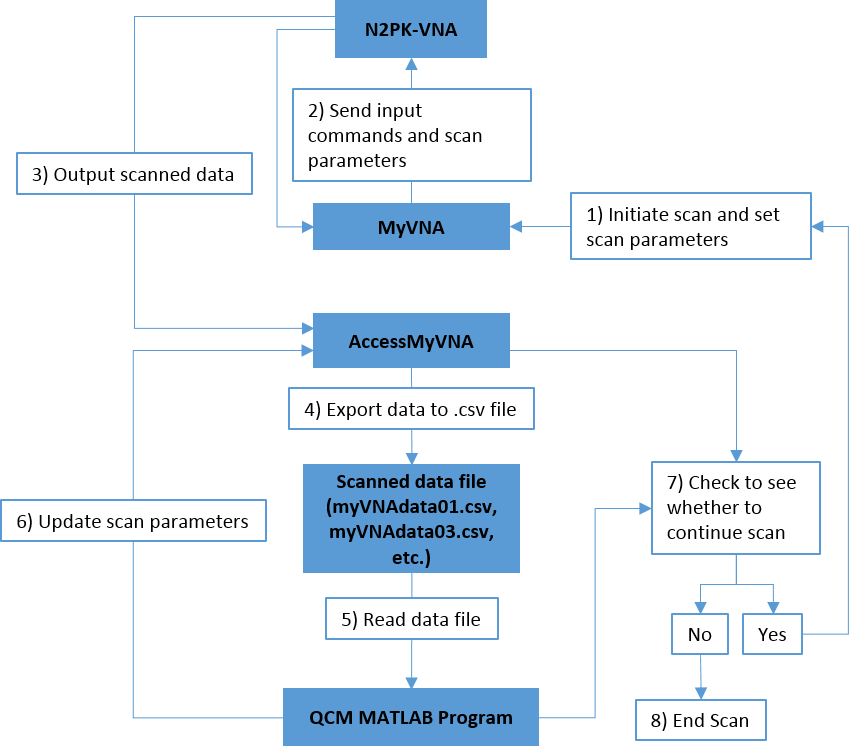 N2PK-VNA
2) Send input
commands and scan
parameters
3) Output scanned data
1) Initiate scan and set
scan parameters
MyVNA
AccessMyVNA
4) Export data to .csv file
Scanned data file
(myVNAdata01.csv,
myVNAdata03.csv,
etc.)
7) Check to see
whether to
continue scan
6) Update scan parameters
5) Read data file
No
Yes
QCM MATLAB Program
8) End Scan